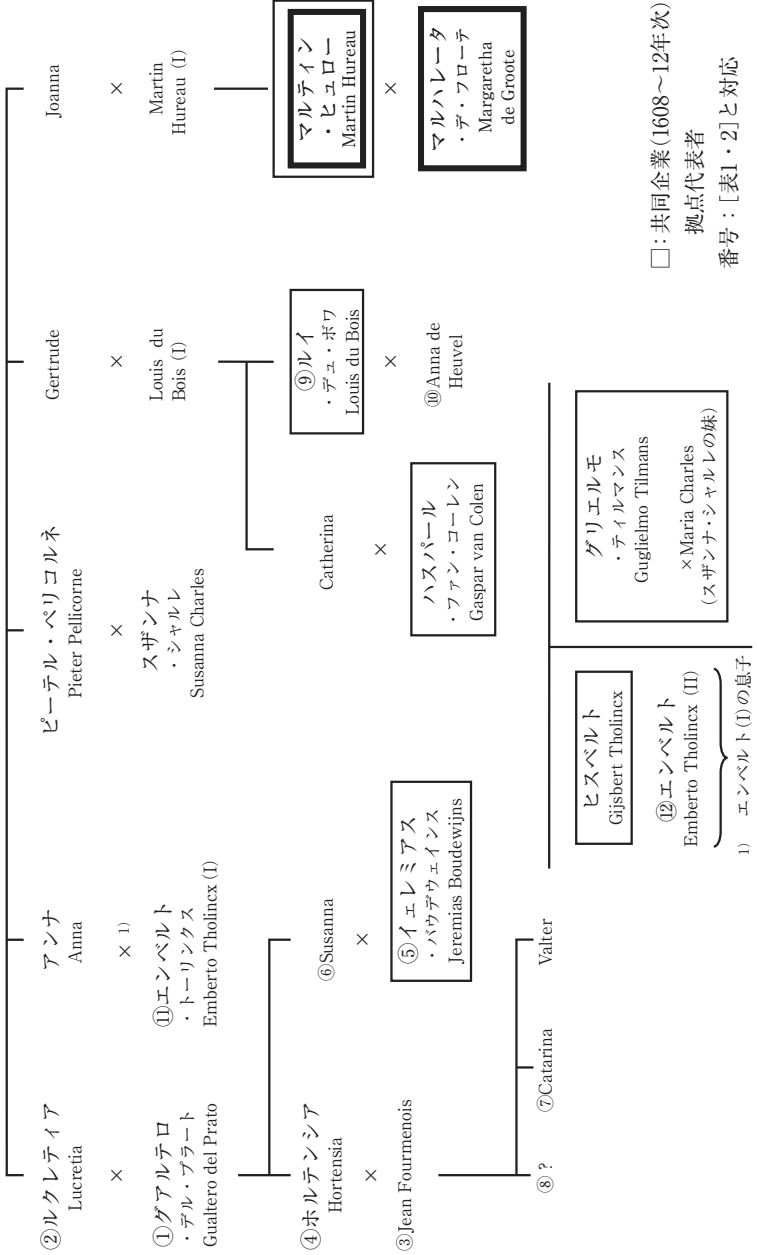 ②ルクレティア
Lucretia
×
①グアルテロ
・デル・プラート
Gualtero del Prato
アンナ
Anna
× 1)
⑪エンベルト
・トーリンクス
Emberto Tholincx (I)
ピーテル・ペリコルネ
Pieter Pellicorne
×
スザンナ
・シャルレ
Susanna Charles
Gertrude
×
Louis du
Bois (I)
Joanna
×
Martin
Hureau (I)
④ホルテンシア
Hortensia
×
③Jean Fourmenois
⑥Susanna
×
⑤イェレミアス
・バウデウェインス
Jeremias Boudewijns
Catherina
×
ハスパール
・ファン・コーレン
Gaspar van Colen
⑨ルイ
・デュ・ボワ
Louis du Bois
×
⑩Anna de
Heuvel
マルティン
・ヒュロー
Martin Hureau
×
マルハレータ
・デ・フローテ
Margaretha
de Groote
⑧ ?
⑦Catarina
Valter
ヒスベルト
Gijsbert Tholincx
⑫エンベルト
Emberto Tholincx (II)
1) エンベルト(I)の息子
グリエルモ
・ティルマンス
Guglielmo Tilmans
×Maria Charles
(スザンナ・シャルレの妹)
□:共同企業(1608~12年次)
拠点代表者
番号:[表1・2]と対応